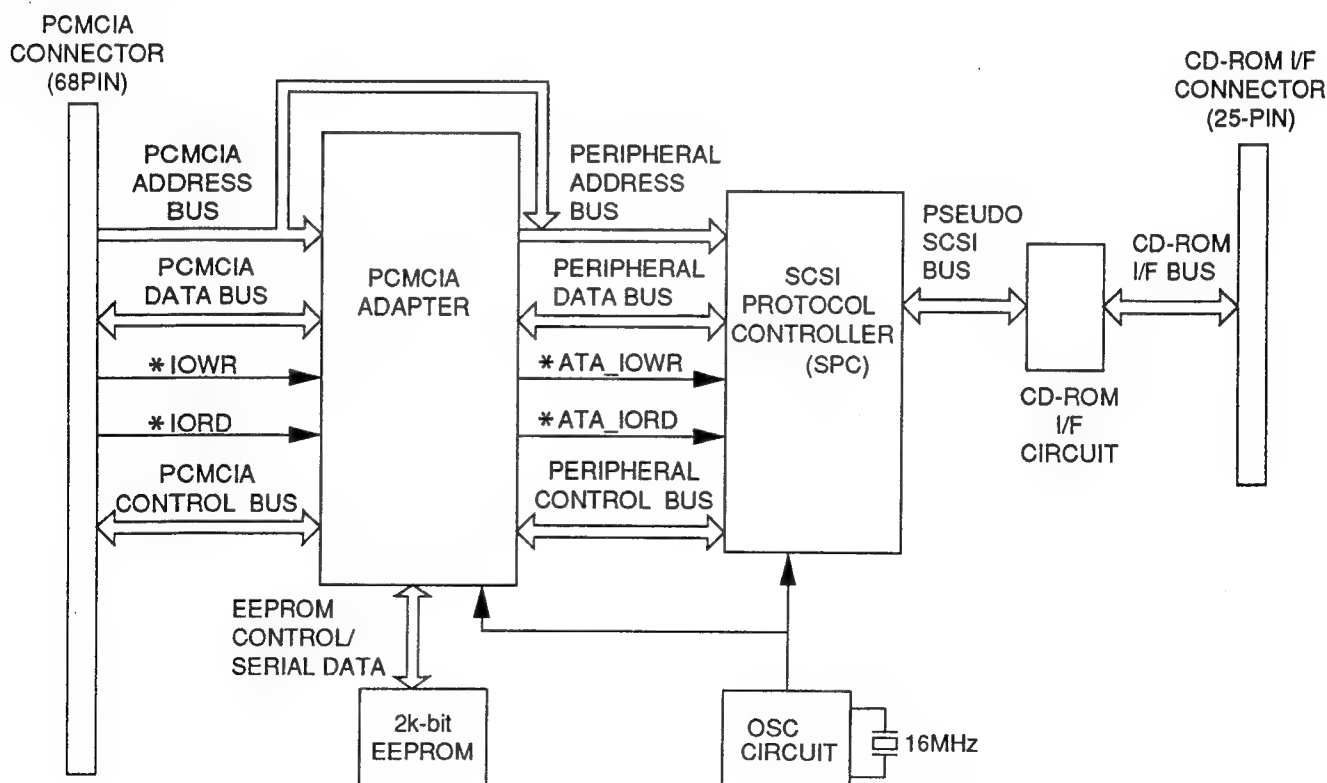 PCMCIA
CONNECTOR
(68PIN)
CD-ROM I/F
CONNECTOR
(25-PIN)
PCMCIA
ADDRESS
BUS
PERIPHERAL
ADDRESS
BUS
PCMCIA
DATA BUS
PCMCIA
ADAPTER
PERIPHERAL
DATA BUS
SCSI
PROTOCOL
CONTROLLER
(SPC)
PSEUDO
SCSI
BUS
CD-ROM
I/F BUS
* IOWR
* ATA_IOWR
* IORD
* ATA_IORD
CD-ROM
I/F
CIRCUIT
PCMCIA
CONTROL BUS
PERIPHERAL
CONTROL BUS
EEPROM
CONTROL/
SERIAL DATA
2k-bit
EEPROM
OSC
CIRCUIT
16MHz